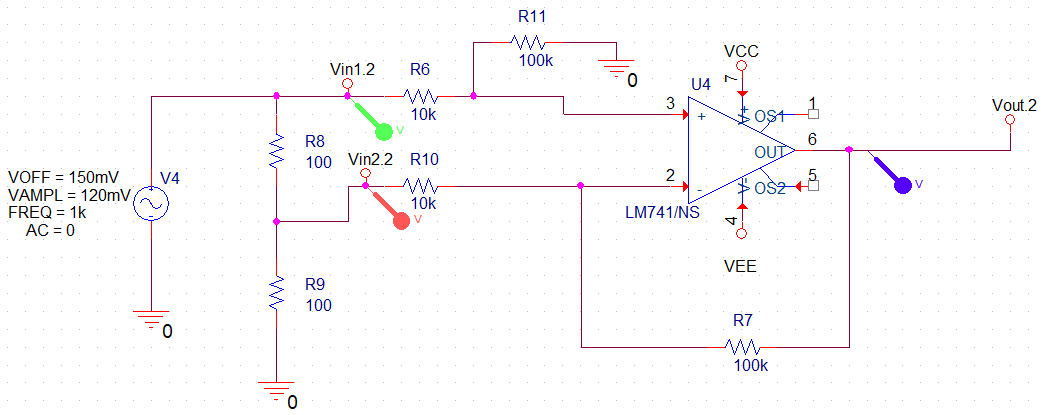 R11
100k
0
VCC
Vin1.2
R6
10k
7
U4
3
+
V+
OS1
1
Vout.2
V
R8
100
Vin2.2
R10
10k
OUT
6
VOFF = 150mV
VAMPL = 120mV
FREQ = 1k
AC = 0
V4
2
-
V-
OS2
5
V
V
LM741/NS
4
VEE
R9
100
0
R7
100k
0